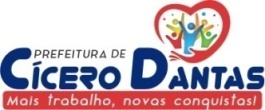 PREFEITURA DE
CÍCERO DANTAS
Mais trabalho, novas conquistas!